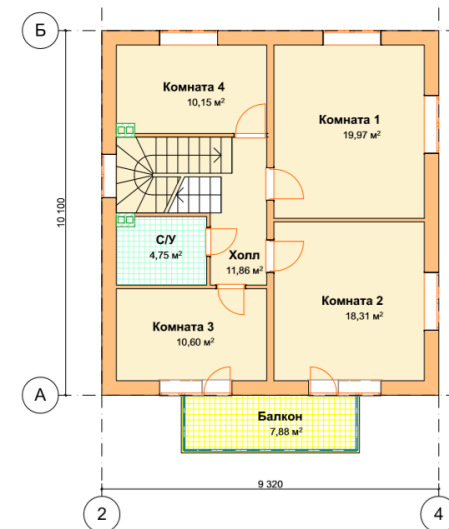 Б
Комната 4
10,15 м²
Комната 1
19,97 м²
10 100
С/У
4,75 м²
Холл
11,86 м²
Комната 2
18,31 м²
Комната 3
10,60 м²
А
Балкон
7,88 м²
9 320
2
4